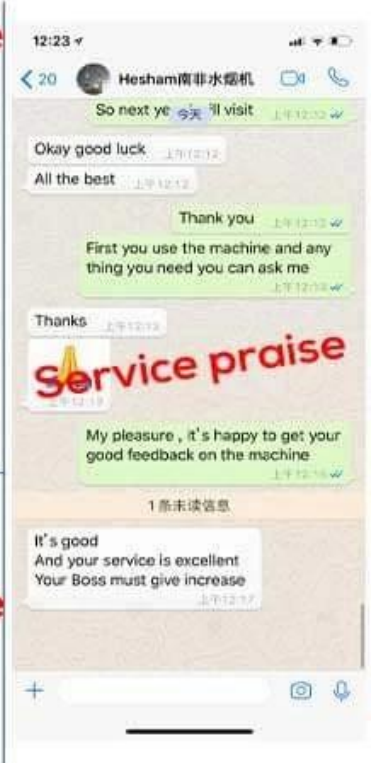 12:23
20
Hesham南非水烟机
So next ye
今天
'll visit
Okay good luck
上午12:12
All the best
上午12:12
Thank you
First you use the machine and any
thing you need you can ask me
Thanks
Service praise
My pleasure , it's happy to get your
good feedback on the machine
1条未读信息
It's good
And your service is excellent
Your Boss must give increase
上午12:17